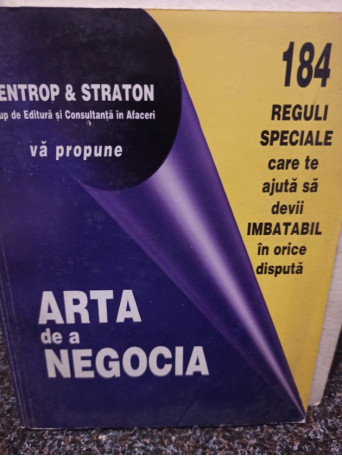 ENTROP & STRATON
up de Editură și Consultanță în Afaceri
vă propune
184
REGULI
SPECIALE
care te
ajută să
devii
IMBATABIL
în orice
dispută
ARTA
de a
NEGOCIA